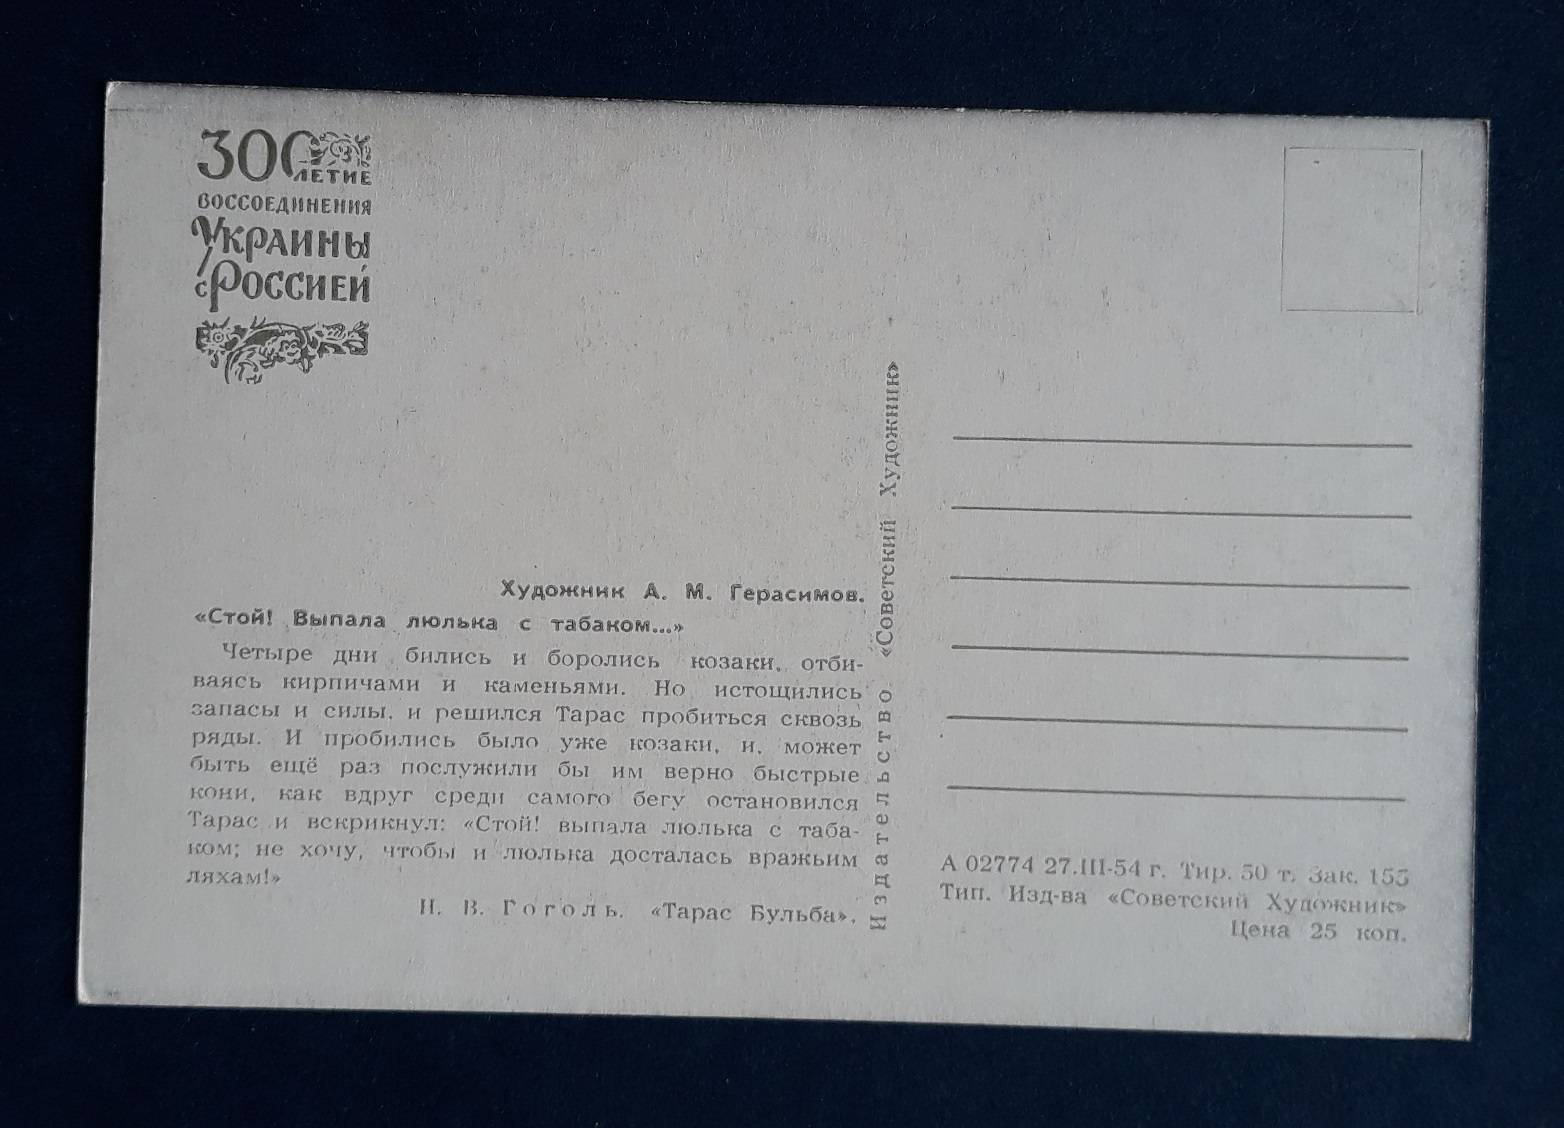 300
ЛЕТИЕ
ВОССОЕДИНЕНИЯ
УКРАИНЫ
с РОССИЕЙ
Художник А. М. Герасимов.
«Стой! Выпала люлька с табаком...»
Четыре дни бились и боролись козаки, отби-
ваясь кирпичами и каменьями. Но истощились
запасы и силы, и решился Тарас пробиться сквозь
ряды. И пробились было уже козаки, и, может
быть ещё раз послужили бы им верно быстрые
кони, как вдруг среди самого бегу остановился
Тарас и вскрикнул: «Стой! выпала люлька с таба-
ком; не хочу, чтобы и люлька досталась вражьим
ляхам!»
Н. В. Гоголь. «Тарас Бульба».
Издательство «Советский Художник»
А 02774 27.III-54 г. Тир. 50 т. Зак. 155
Тип. Изд-ва «Советский Художник»
Цена 25 коп.